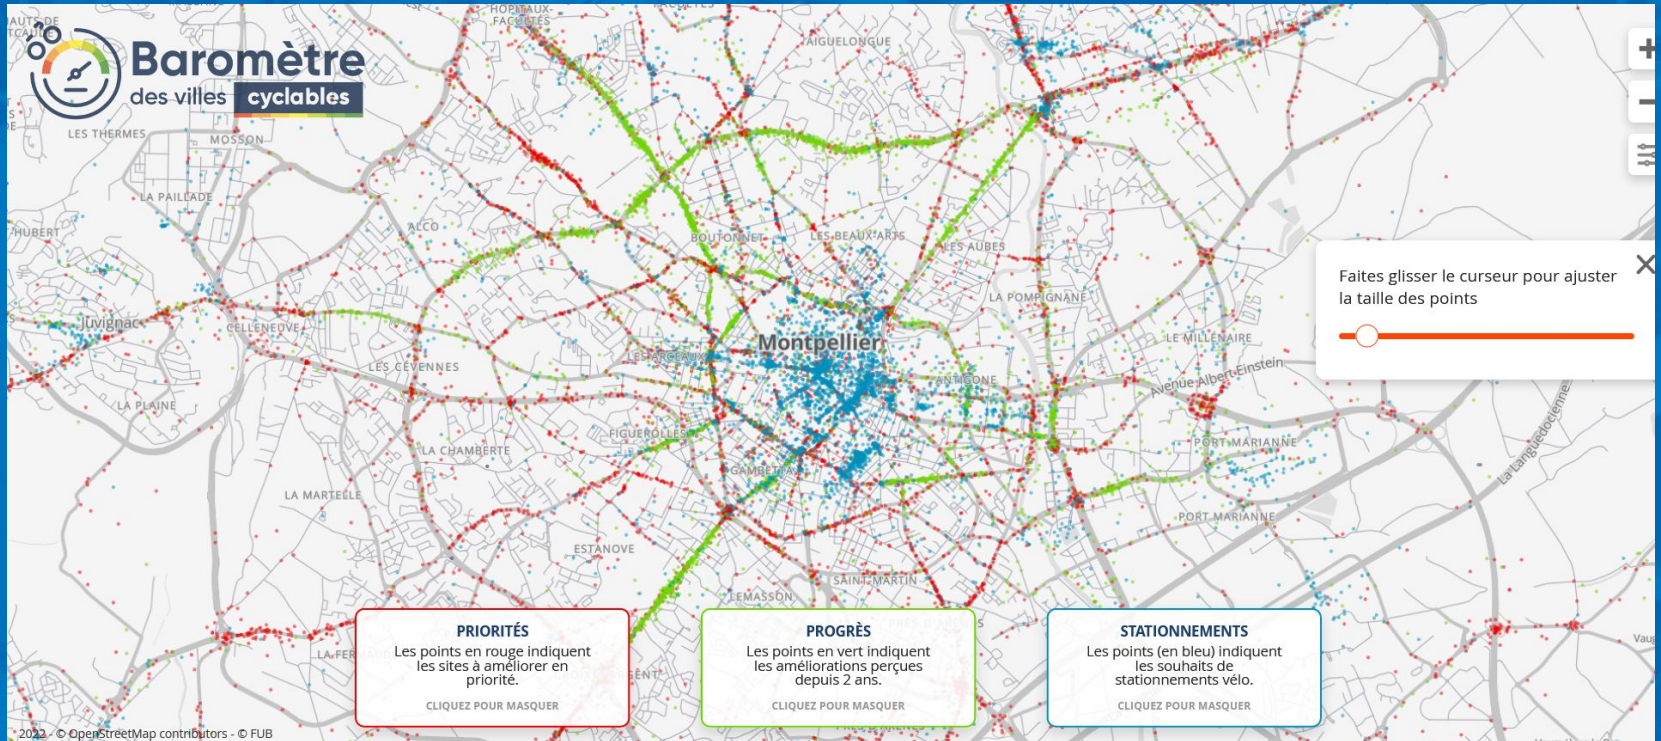 HÔPITAUX-
FACULTÉS
AIGUELONGUE
Baromètre
des villes cyclables
LES THERMES
MOSSON
LA PAILLADE
ALCO
BOUTONNET
LES BEAUX-ARTS
LES AUBES
Faites glisser le curseur pour ajuster
la taille des points
LA POMPIGNANE
Juvignac
CELLENEUVE
Montpellier
LE MILLÉNAIRE
LES ARCEAUX
LES CÉVENNES
ANTIGONE
Avenue Albert-Einstein
LA PLAINE
FIGUEROLLES
PORT MARIANNE
LA CHAMBERTE
GAMBETTA
La Languedocienne
LA MARTELLE
PORT-MARIANNE
ESTANOVE
SAINT-MARTIN
LEMASSON
PRIORITÉS
Les points en rouge indiquent
les sites à améliorer en
priorité.
CLIQUEZ POUR MASQUER
PROGRÈS
Les points en vert indiquent
les améliorations perçues
depuis 2 ans.
CLIQUEZ POUR MASQUER
STATIONNEMENTS
Les points (en bleu) indiquent
les souhaits de
stationnements vélo.
CLIQUEZ POUR MASQUER
2022 - © OpenStreetMap contributors - © FUB